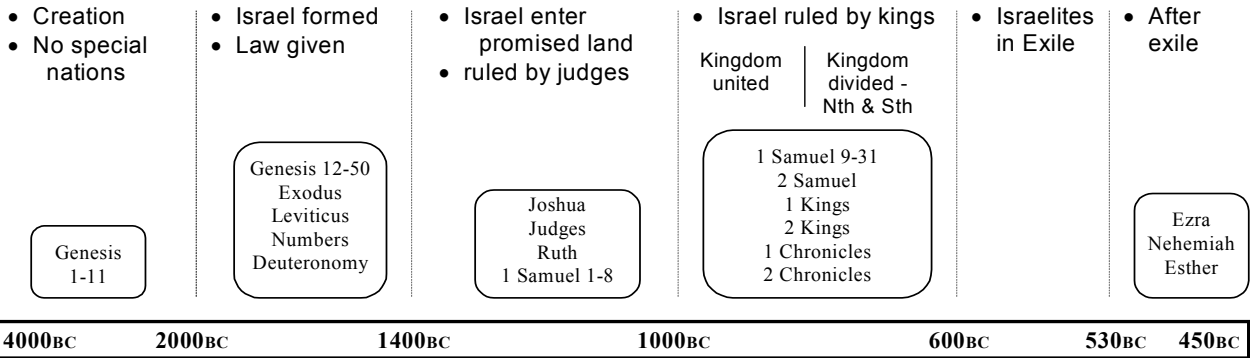 • Creation
• No special
nations
• Israel formed
• Law given
• Israel enter
promised land
• ruled by judges
• Israel ruled by kings
Kingdom
united
Kingdom
divided -
Nth & Sth
• Israelites
in Exile
• After
exile
Genesis
1-11
Genesis 12-50
Exodus
Leviticus
Numbers
Deuteronomy
Joshua
Judges
Ruth
1 Samuel 1-8
1 Samuel 9-31
2 Samuel
1 Kings
2 Kings
1 Chronicles
2 Chronicles
Ezra
Nehemiah
Esther
4000BC 2000BC 1400BC 1000BC 600BC 530BC 450BC